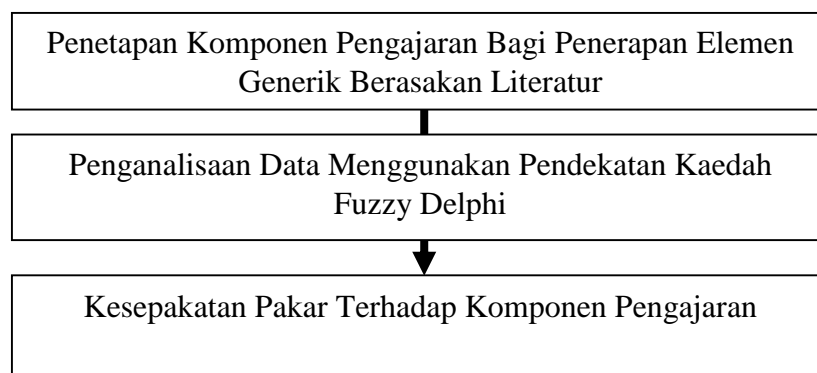 Penetapan Komponen Pengajaran Bagi Penerapan Elemen
Generik Berasakan Literatur
Penganalisaan Data Menggunakan Pendekatan Kaedah
Fuzzy Delphi
Kesepakatan Pakar Terhadap Komponen Pengajaran